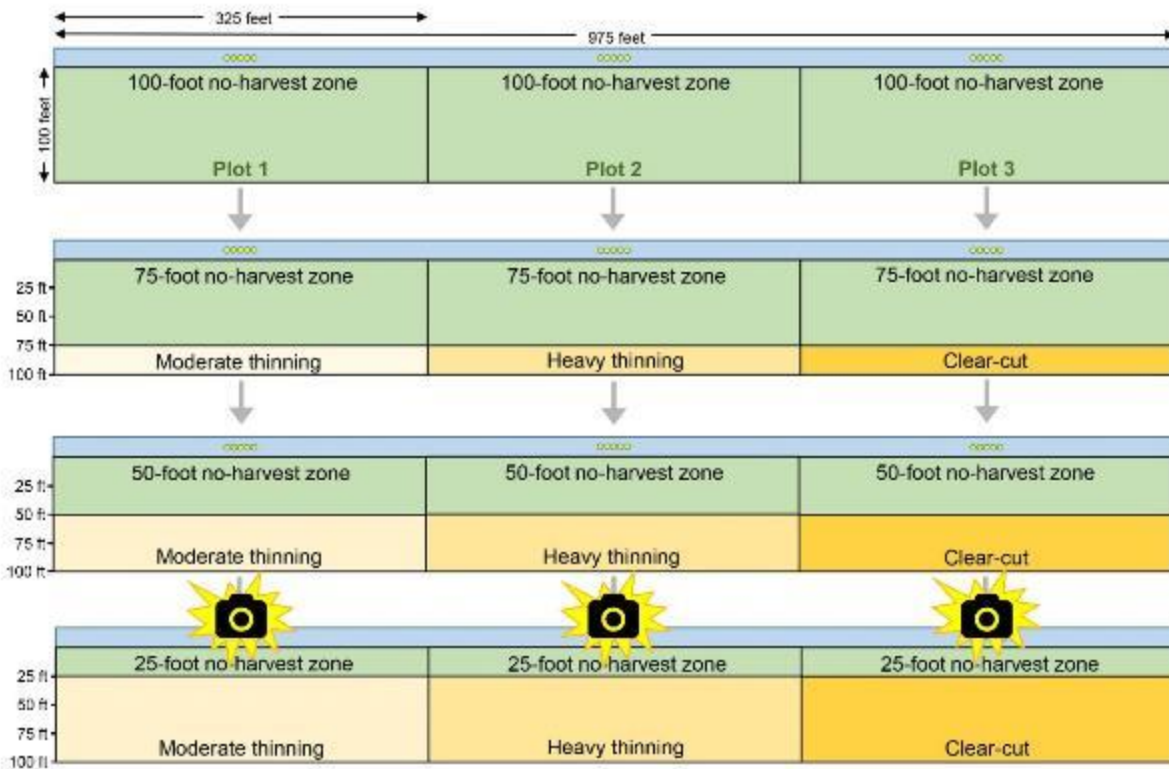 325 feet
975 feet
100-foot no-harvest zone 100-foot no-harvest zone 100-foot no-harvest zone
100 feet
Plot 1 Plot 2 Plot 3
75-foot no-harvest zone 75-foot no-harvest zone 75-foot no-harvest zone
25 ft
50 ft
75 ft
Moderate thinning Heavy thinning Clear-cut
100 ft
50-foot no-harvest zone 50-foot no-harvest zone 50-foot no-harvest zone
25 ft
50 ft
75 ft
Moderate thinning Heavy thinning Clear-cut
100 ft
25-foot no-harvest zone 25-foot no-harvest zone 25-foot no-harvest zone
25 ft
50 ft
75 ft
Moderate thinning Heavy thinning Clear-cut
100 ft